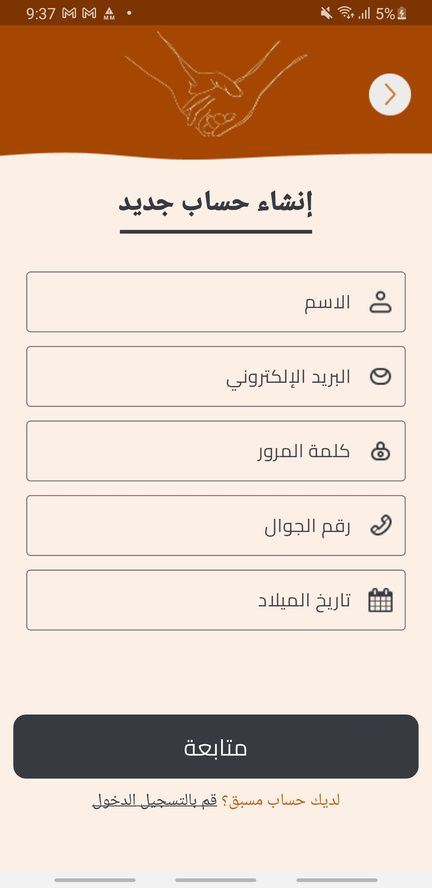 9:37
5%
إنشاء حساب جديد
الاسم
البريد الإلكتروني
كلمة المرور
رقم الجوال
تاريخ الميلاد
متابعة
لديك حساب مسبق؟ قم بالتسجيل الدخول